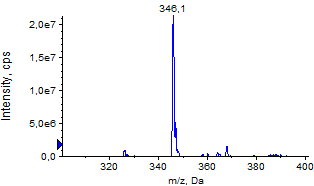 346,1
2,0e7
1,5e7
1,0e7
5,0e6
0,0
Intensity, cps
320 340 360 380 400
m/z, Da